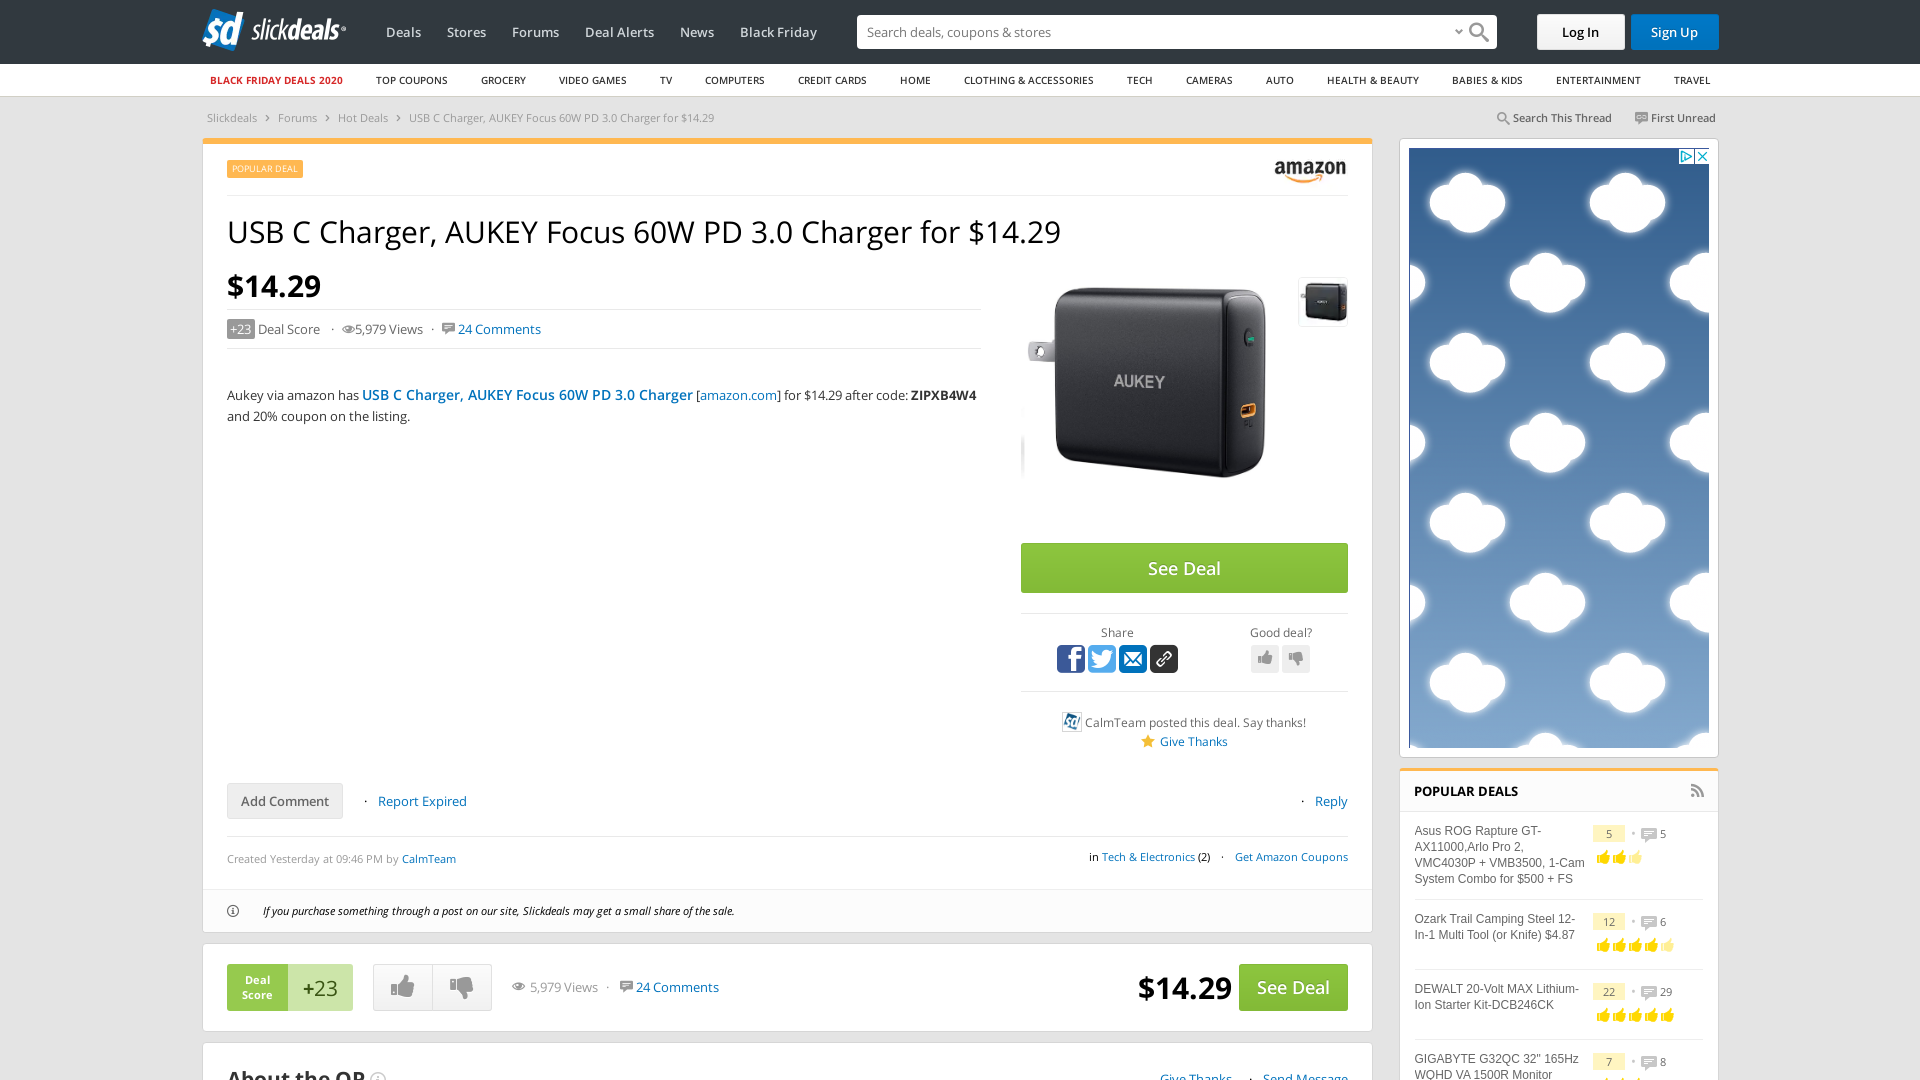 slickdeals
Deals
Stores
Forums
Deal Alerts
News
Black Friday
Search deals, coupons & stores
Log In
Sign Up
BLACK FRIDAY DEALS 2020
TOP COUPONS
GROCERY
VIDEO GAMES
TV
COMPUTERS
CREDIT CARDS
HOME
CLOTHING & ACCESSORIES
TECH
CAMERAS
AUTO
HEALTH & BEAUTY
BABIES & KIDS
ENTERTAINMENT
TRAVEL
Slickdeals › Forums › Hot Deals › USB C Charger, AUKEY Focus 60W PD 3.0 Charger for $14.29
Search This Thread
First Unread
POPULAR DEAL
amazon
USB C Charger, AUKEY Focus 60W PD 3.0 Charger for $14.29
$14.29
+23 Deal Score · 5,979 Views · 24 Comments
Aukey via amazon has USB C Charger, AUKEY Focus 60W PD 3.0 Charger [amazon.com] for $14.29 after code: ZIPXB4W4
and 20% coupon on the listing.
AUKEY
See Deal
Share
Good deal?
CalmTeam posted this deal. Say thanks!
Give Thanks
Add Comment
· Report Expired
· Reply
Created Yesterday at 09:46 PM by CalmTeam
in Tech & Electronics (2) · Get Amazon Coupons
If you purchase something through a post on our site, Slickdeals may get a small share of the sale.
Deal
Score
+23
5,979 Views · 24 Comments
$14.29
See Deal
About the OP
Give Thanks · Send Message
POPULAR DEALS
Asus ROG Rapture GT-
AX11000,Arlo Pro 2,
VMC4030P + VMB3500, 1-Cam
System Combo for $500 + FS
5 • 5
Ozark Trail Camping Steel 12-
In-1 Multi Tool (or Knife) $4.87
12 • 6
DEWALT 20-Volt MAX Lithium-
Ion Starter Kit-DCB246CK
22 • 29
GIGABYTE G32QC 32" 165Hz
WQHD VA 1500R Monitor
7 • 8